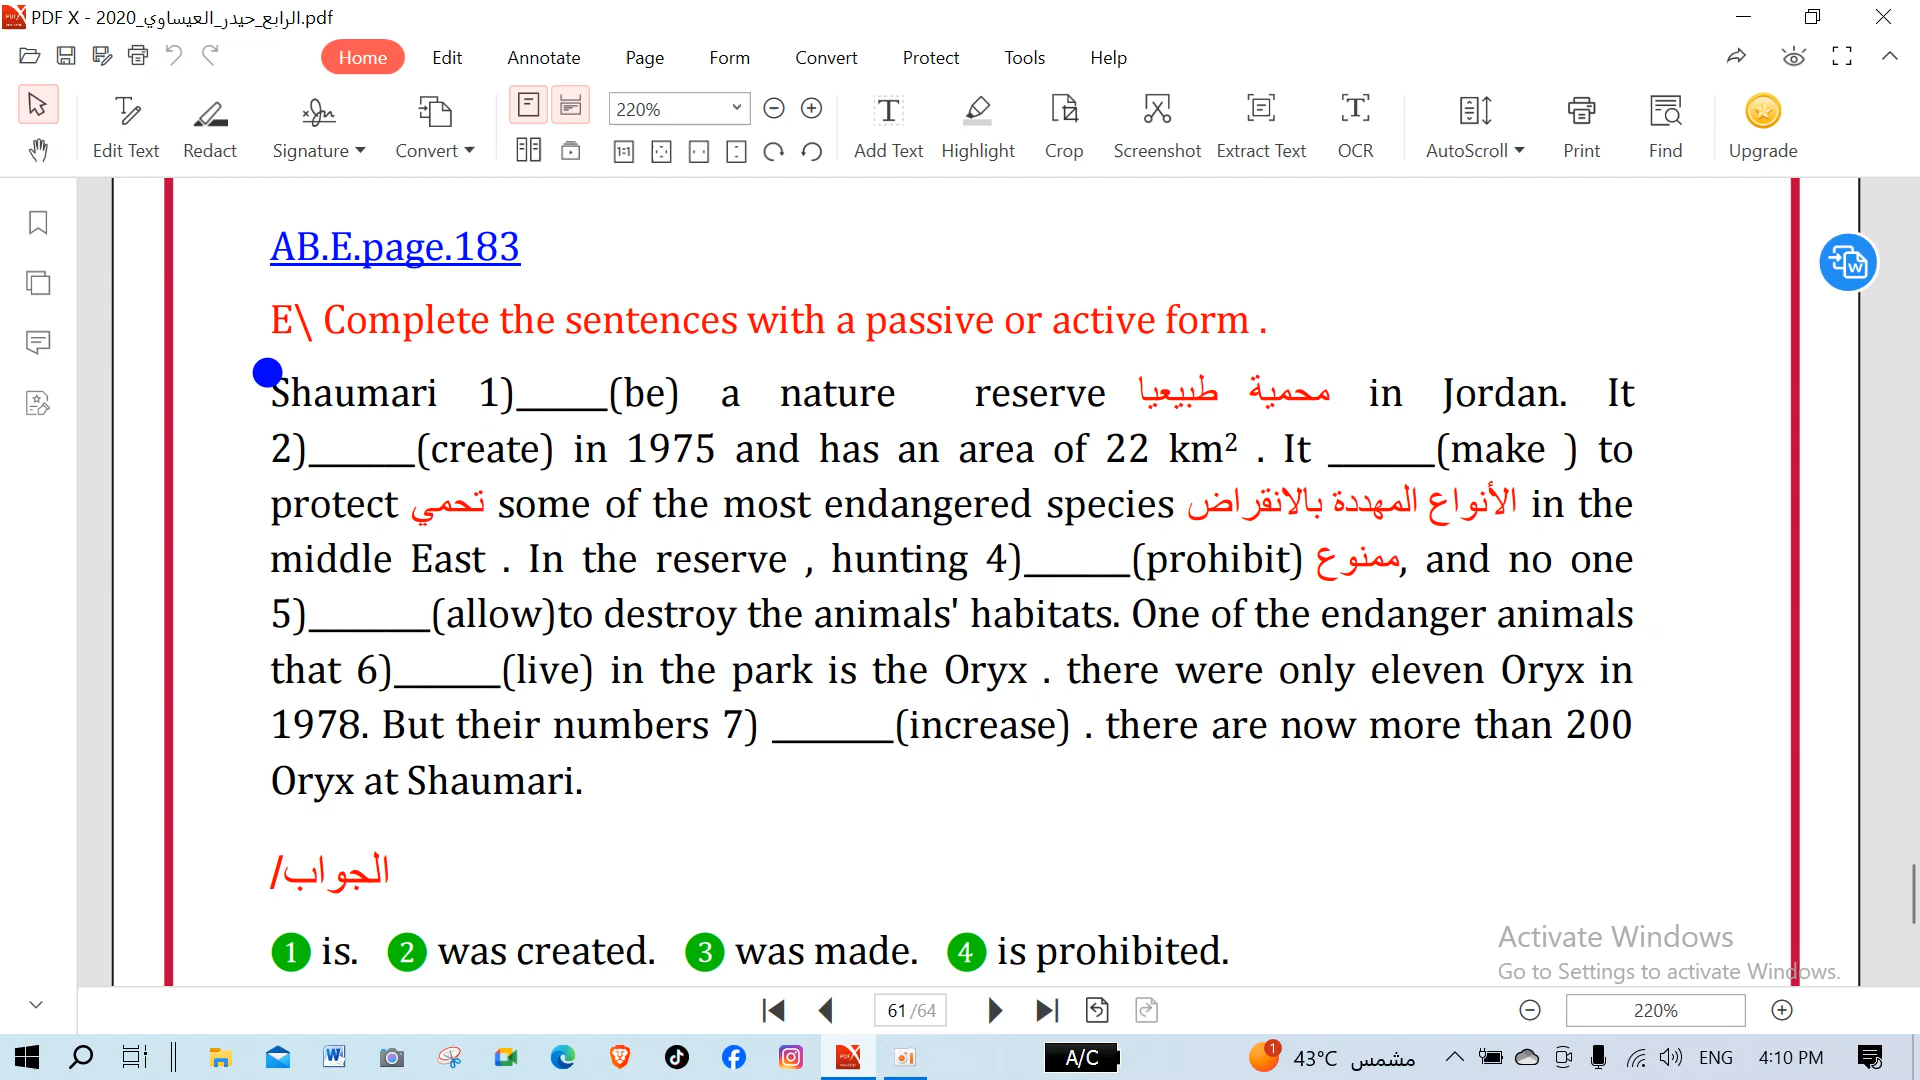 PDF X - الرابع_حيدر_العيساوي_2020.pdf
Home Edit Annotate Page Form Convert Protect Tools Help
220%
Edit Text Redact Signature Convert Add Text Highlight Crop Screenshot Extract Text OCR AutoScroll Print Find Upgrade
AB.E.page.183
E\ Complete the sentences with a passive or active form .
Shaumari 1)______(be) a nature reserve محمية طبيعيا in Jordan. It
2)_______(create) in 1975 and has an area of 22 km² . It _______(make ) to
protect تحمي some of the most endangered species الأنواع المهددة بالانقراض in the
middle East . In the reserve , hunting 4)_______(prohibit) ممنوع, and no one
5)________(allow)to destroy the animals' habitats. One of the endanger animals
that 6)_______(live) in the park is the Oryx . there were only eleven Oryx in
1978. But their numbers 7) ________(increase) . there are now more than 200
Oryx at Shaumari.
الجواب/
1 is. 2 was created. 3 was made. 4 is prohibited.
Activate Windows
Go to Settings to activate Windows.
61 /64
220%
A/C
1
43°C مشمس
ENG
4:10 PM